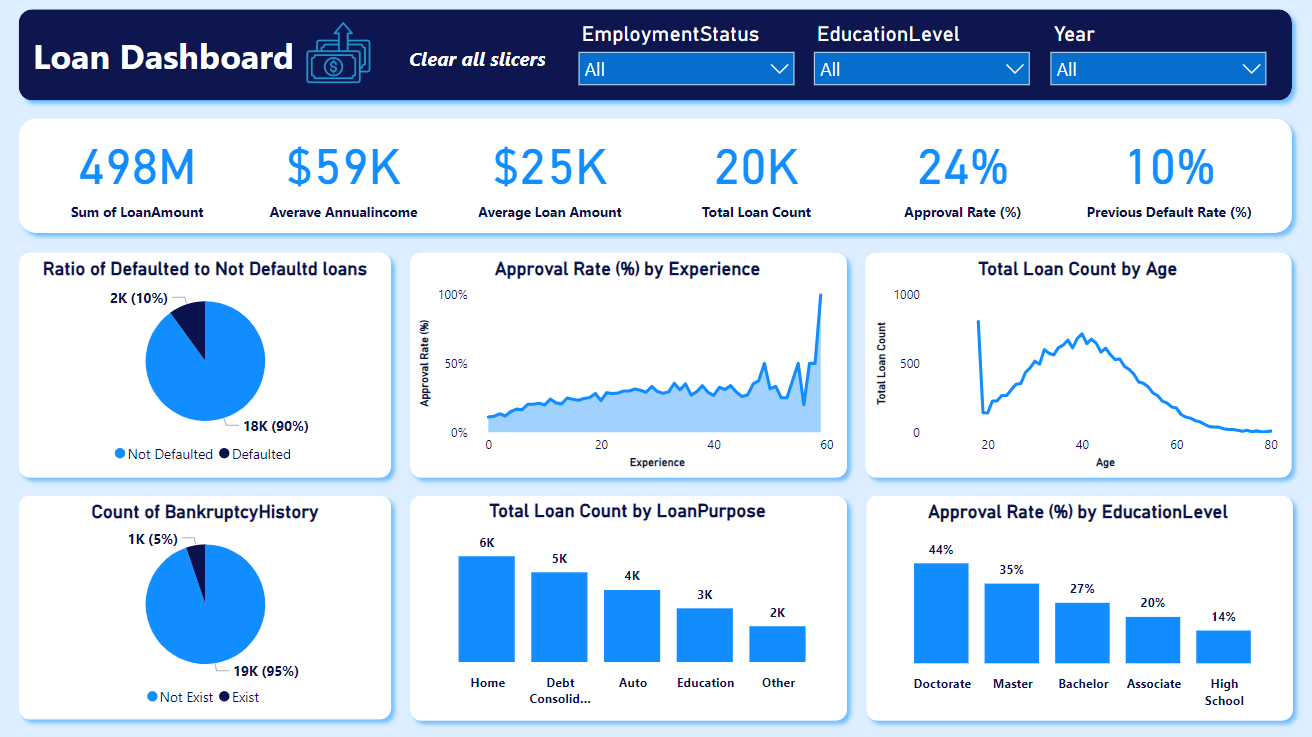 Loan Dashboard
Clear all slicers
EmploymentStatus
All
EducationLevel
All
Year
All
498M
Sum of LoanAmount
$59K
Averave Annualincome
$25K
Average Loan Amount
20K
Total Loan Count
24%
Approval Rate (%)
10%
Previous Default Rate (%)
Ratio of Defaulted to Not Defaultd loans
2K (10%)
18K (90%)
Not Defaulted
Defaulted
Approval Rate (%) by Experience
Approval Rate (%)
100%
50%
0%
0
20
40
60
Experience
Total Loan Count by Age
Total Loan Count
1000
500
0
20
40
60
80
Age
Count of BankruptcyHistory
1K (5%)
19K (95%)
Not Exist
Exist
Total Loan Count by LoanPurpose
6K
5K
4K
3K
2K
Home
Debt
Consolid...
Auto
Education
Other
Approval Rate (%) by EducationLevel
44%
35%
27%
20%
14%
Doctorate
Master
Bachelor
Associate
High
School